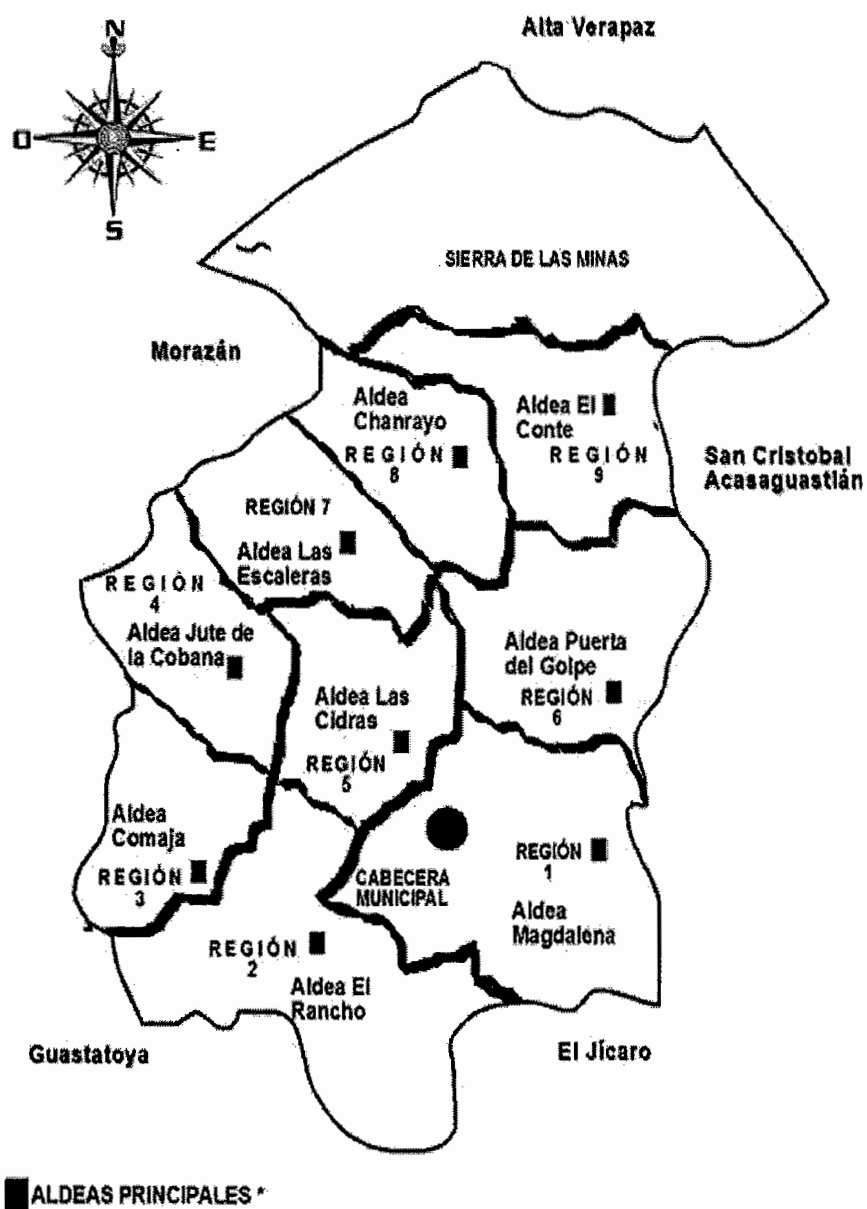 Alta Verapaz
N
O
E
S
SIERRA DE LAS MINAS
Morazán
Aldea
Chanrayo
REGIÓN
8
Aldea El
Conte
REGIÓN
9
San Cristobal
Acasaguastlán
REGIÓN 7
Aldea Las
Escaleras
REGIÓN
4
Aldea Jute de
la Cobana
Aldea Puerta
del Golpe
REGIÓN
6
Aldea Las
Cidras
REGIÓN
5
Aldea
Comaja
REGIÓN
3
CABECERA
MUNICIPAL
REGIÓN
1
Aldea
Magdalena
REGIÓN
2
Aldea El
Rancho
Guastatoya
El Jícaro
ALDEAS PRINCIPALES *